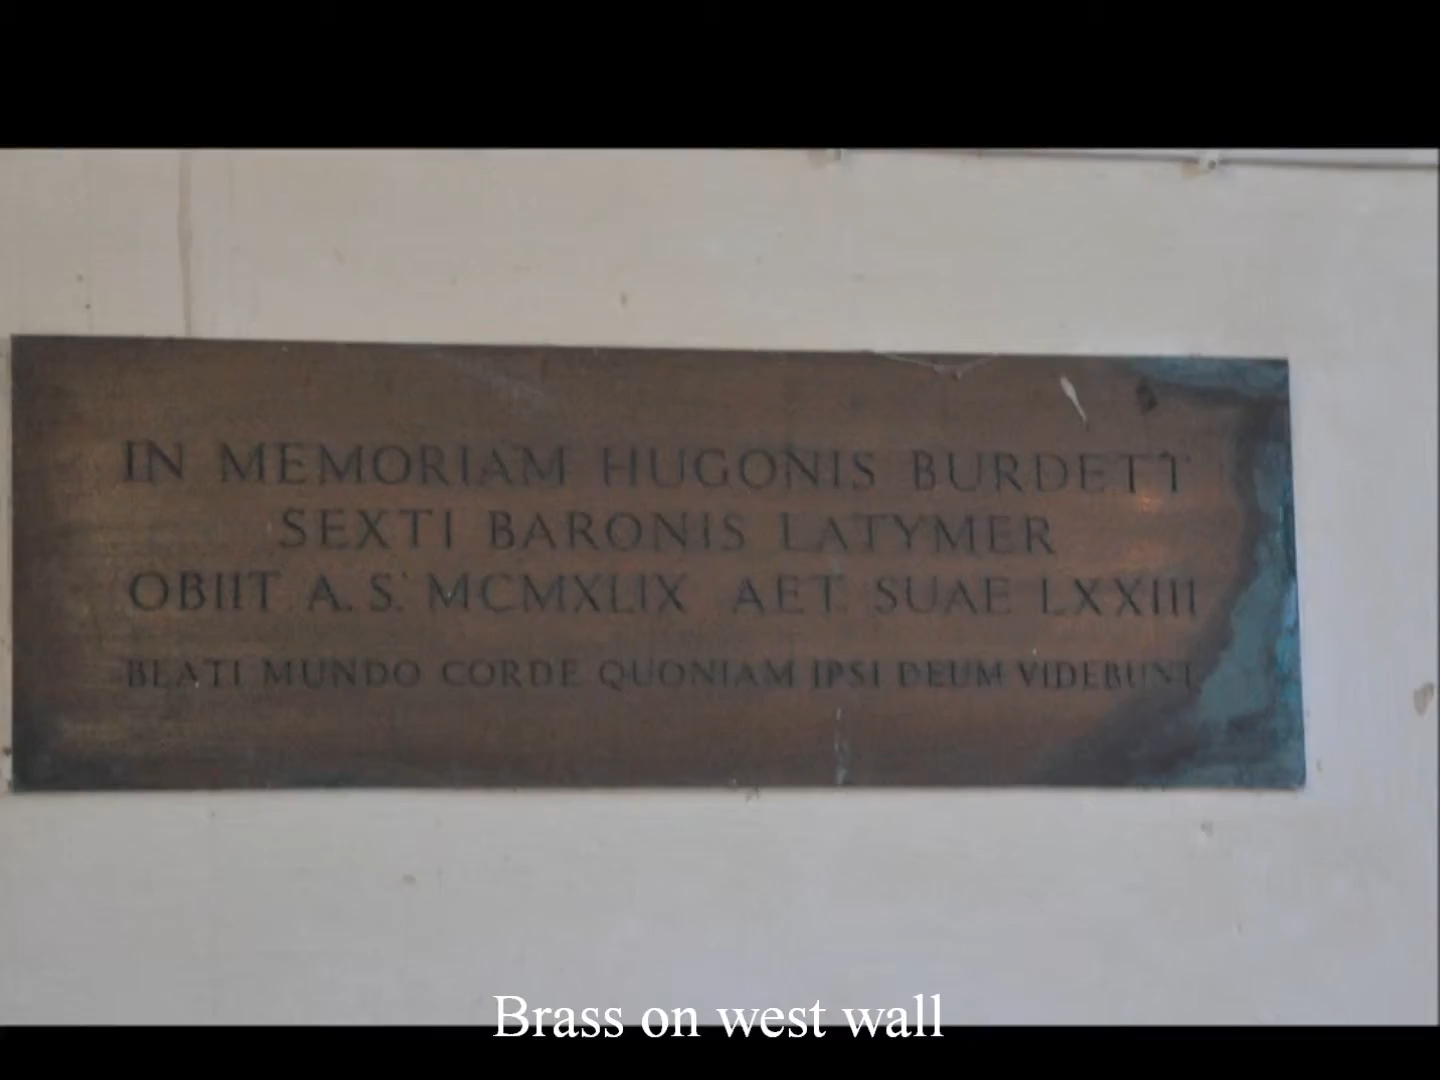 IN MEMORIAM HUGONIS BURDETT
SEXTI BARONIS LATYMER
OBIIT A. S. MCMXLIX AET SUAE LXXIII
BEATI MUNDO CORDE QUONIAM IPSI DEUM VIDEBUNT
Brass on west wall